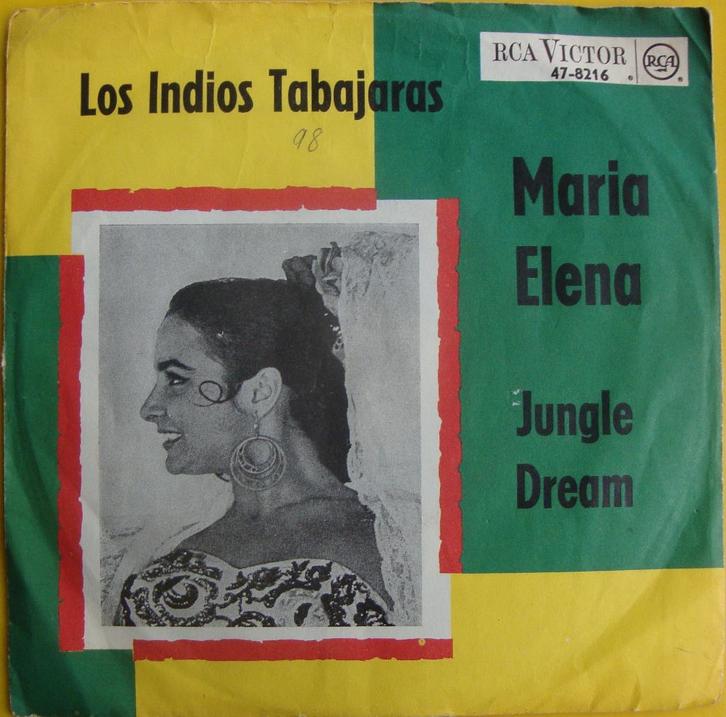 Los Indios Tabajaras
98
RCA VICTOR
47-8216
RCA
Maria
Elena
Jungle
Dream